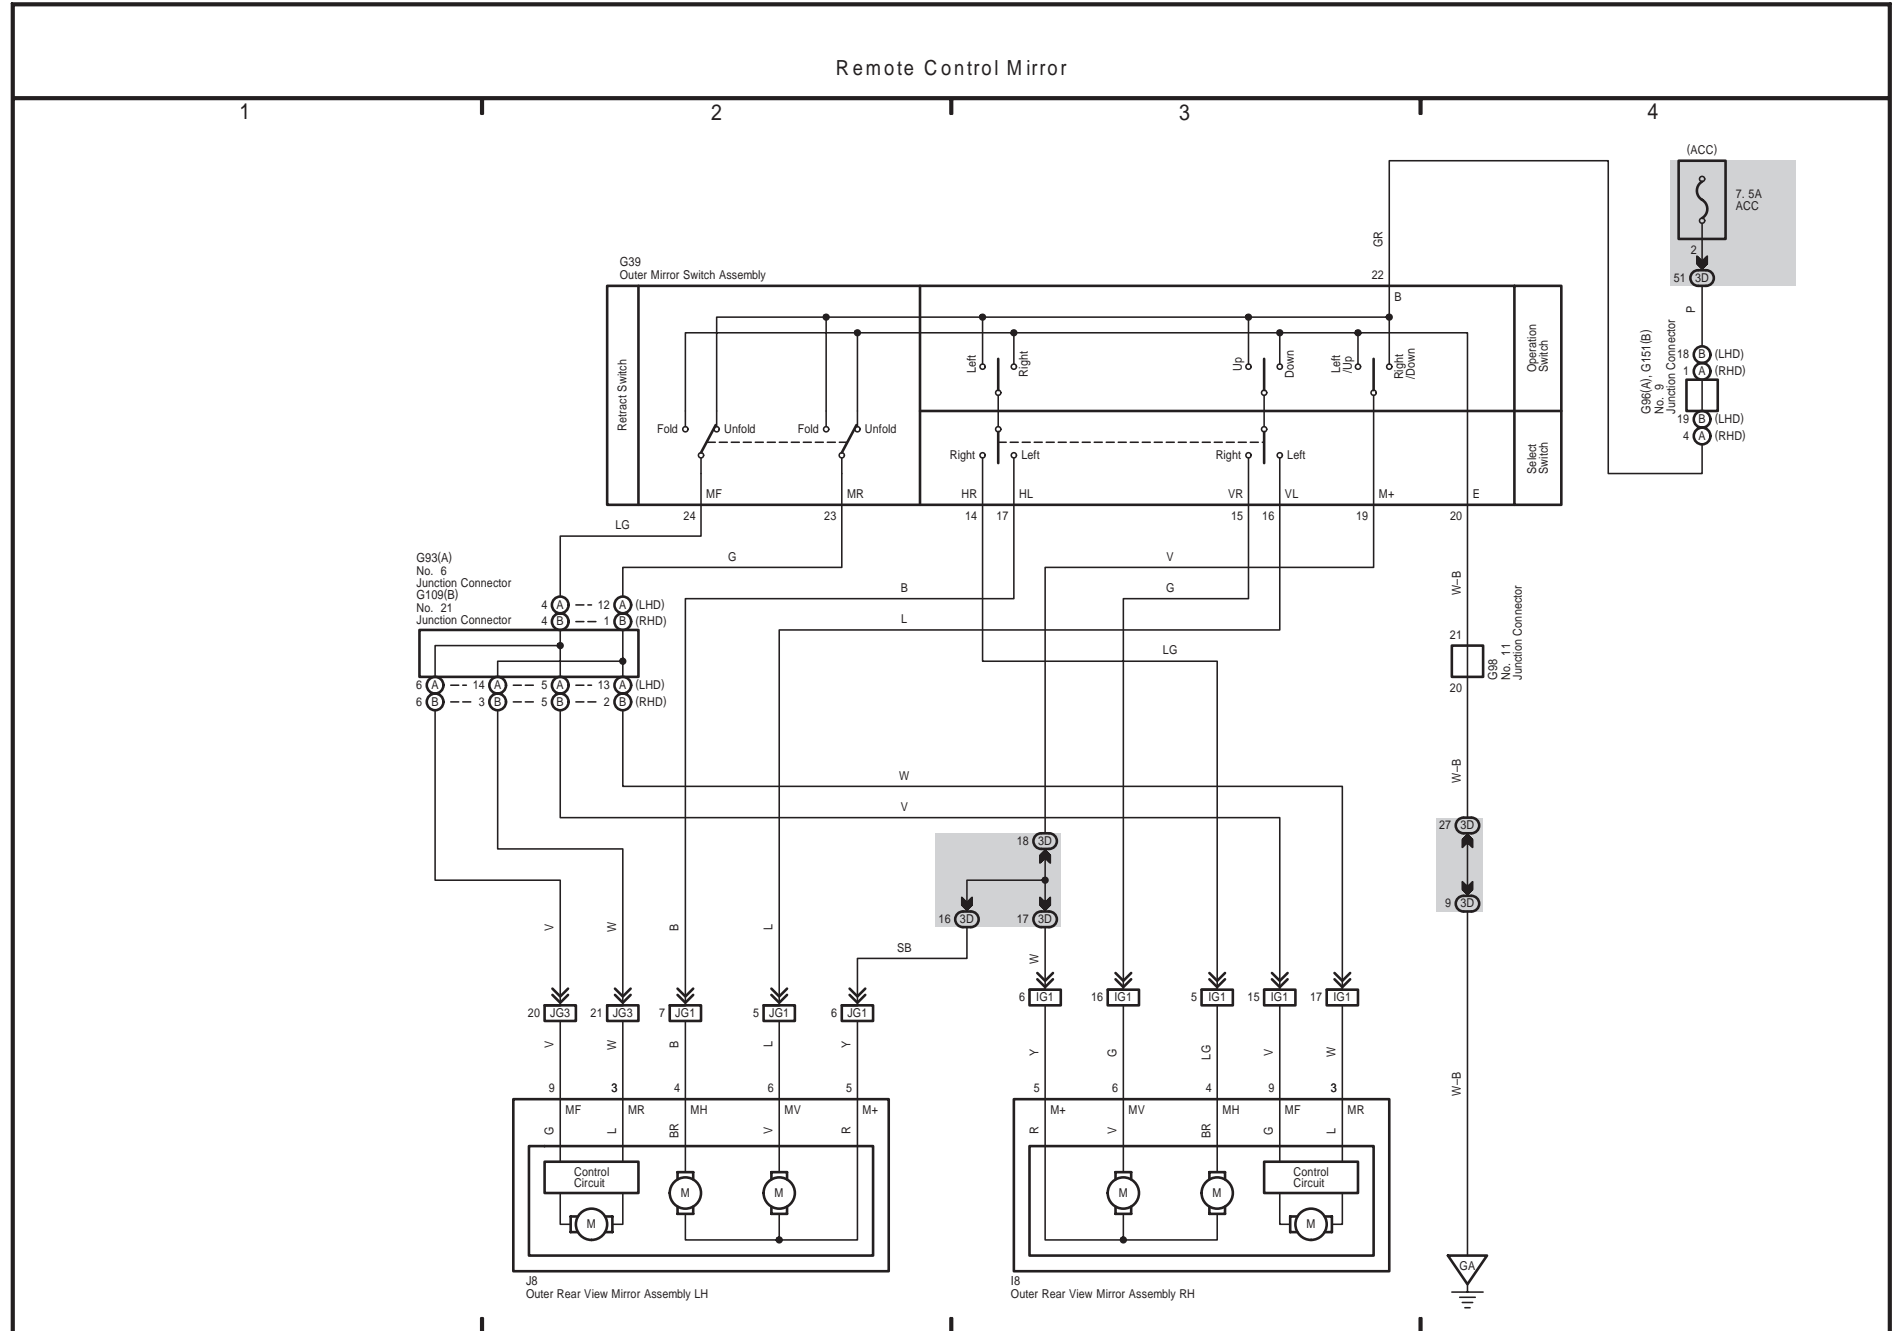 Remote Control Mirror
1
2
3
4
(ACC)
7. 5A
ACC
2
51 3D
P
G96(A), G151(B)
No. 9
Junction Connector
18 B (LHD)
1 A (RHD)
19 B (LHD)
4 A (RHD)
GR
22
B
G39
Outer Mirror Switch Assembly
Retract Switch
Operation
Switch
Select
Switch
Left
Right
Up
Down
Left
/Up
Right
/Down
Fold
Unfold
Fold
Unfold
Right
Left
Right
Left
MF
MR
HR
HL
VR
VL
M+
E
24
23
14
17
15
16
19
20
LG
G
V
B
G
L
LG
W–B
G93(A)
No. 6
Junction Connector
G109(B)
No. 21
Junction Connector
4 A 12 A (LHD)
4 B 1 B (RHD)
6 A 14 A 5 A 13 A (LHD)
6 B 3 B 5 B 2 B (RHD)
21
G98
No. 11
Junction Connector
20
W
W–B
V
18 3D
27 3D
16 3D
17 3D
9 3D
V
W
B
L
SB
W
20 JG3
21 JG3
7 JG1
5 JG1
6 JG1
6 IG1
16 IG1
5 IG1
15 IG1
17 IG1
V
W
B
L
Y
Y
G
LG
V
W
W–B
9
3
4
6
5
5
6
4
9
3
MF
MR
MH
MV
M+
M+
MV
MH
MF
MR
G
L
BR
V
R
R
V
BR
G
L
Control
Circuit
M
M
M
M
M
Control
Circuit
M
GA
J8
Outer Rear View Mirror Assembly LH
I8
Outer Rear View Mirror Assembly RH